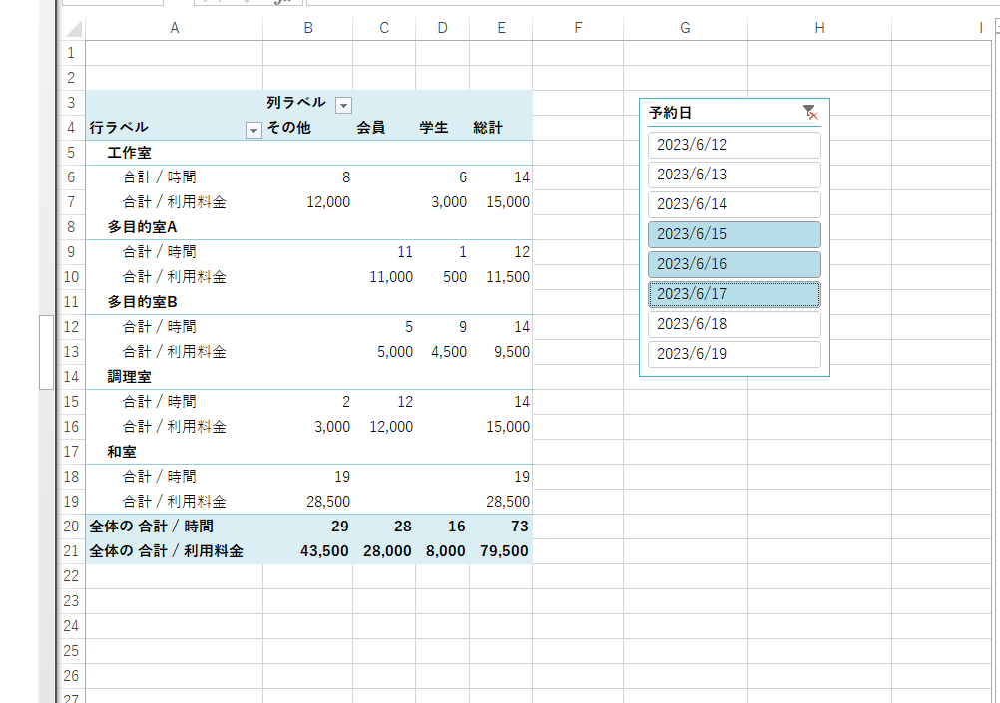 A B C D E F G H I
1
2
3 列ラベル
4 行ラベル その他 会員 学生 総計
5 工作室
6 合計 / 時間 8 6 14
7 合計 / 利用料金 12,000 3,000 15,000
8 多目的室A
9 合計 / 時間 11 1 12
10 合計 / 利用料金 11,000 500 11,500
11 多目的室B
12 合計 / 時間 5 9 14
13 合計 / 利用料金 5,000 4,500 9,500
14 調理室
15 合計 / 時間 2 12 14
16 合計 / 利用料金 3,000 12,000 15,000
17 和室
18 合計 / 時間 19 19
19 合計 / 利用料金 28,500 28,500
20 全体の 合計 / 時間 29 28 16 73
21 全体の 合計 / 利用料金 43,500 28,000 8,000 79,500
22
23
24
25
26
27
予約日
2023/6/12
2023/6/13
2023/6/14
2023/6/15
2023/6/16
2023/6/17
2023/6/18
2023/6/19